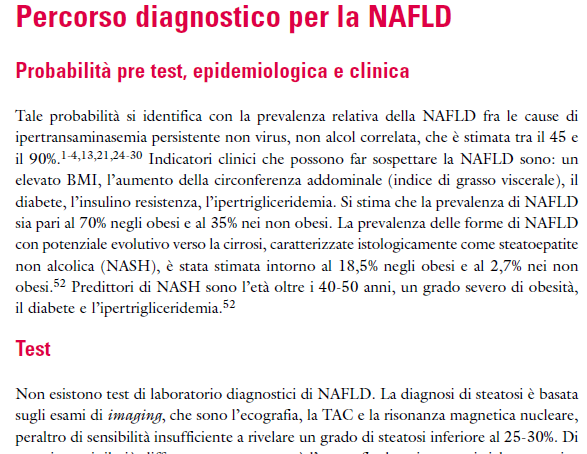 Percorso diagnostico per la NAFLD
Probabilità pre test, epidemiologica e clinica
Tale probabilità si identifica con la prevalenza relativa della NAFLD fra le cause di
ipertransaminasemia persistente non virus, non alcol correlata, che è stimata tra il 45 e
il 90%.1-4,13,21,24-30 Indicatori clinici che possono far sospettare la NAFLD sono: un
elevato BMI, l'aumento della circonferenza addominale (indice di grasso viscerale), il
diabete, l'insulino resistenza, l'ipertrigliceridemia. Si stima che la prevalenza di NAFLD
sia pari al 70% negli obesi e al 35% nei non obesi. La prevalenza delle forme di NAFLD
con potenziale evolutivo verso la cirrosi, caratterizzate istologicamente come steatoepatite
non alcolica (NASH), è stata stimata intorno al 18,5% negli obesi e al 2,7% nei non
obesi.52 Predittori di NASH sono l'età oltre i 40-50 anni, un grado severo di obesità,
il diabete e l'ipertrigliceridemia.52
Test
Non esistono test di laboratorio diagnostici di NAFLD. La diagnosi di steatosi è basata
sugli esami di imaging, che sono l'ecografia, la TAC e la risonanza magnetica nucleare,
peraltro di sensibilità insufficiente a rivelare un grado di steatosi inferiore al 25-30%. Di